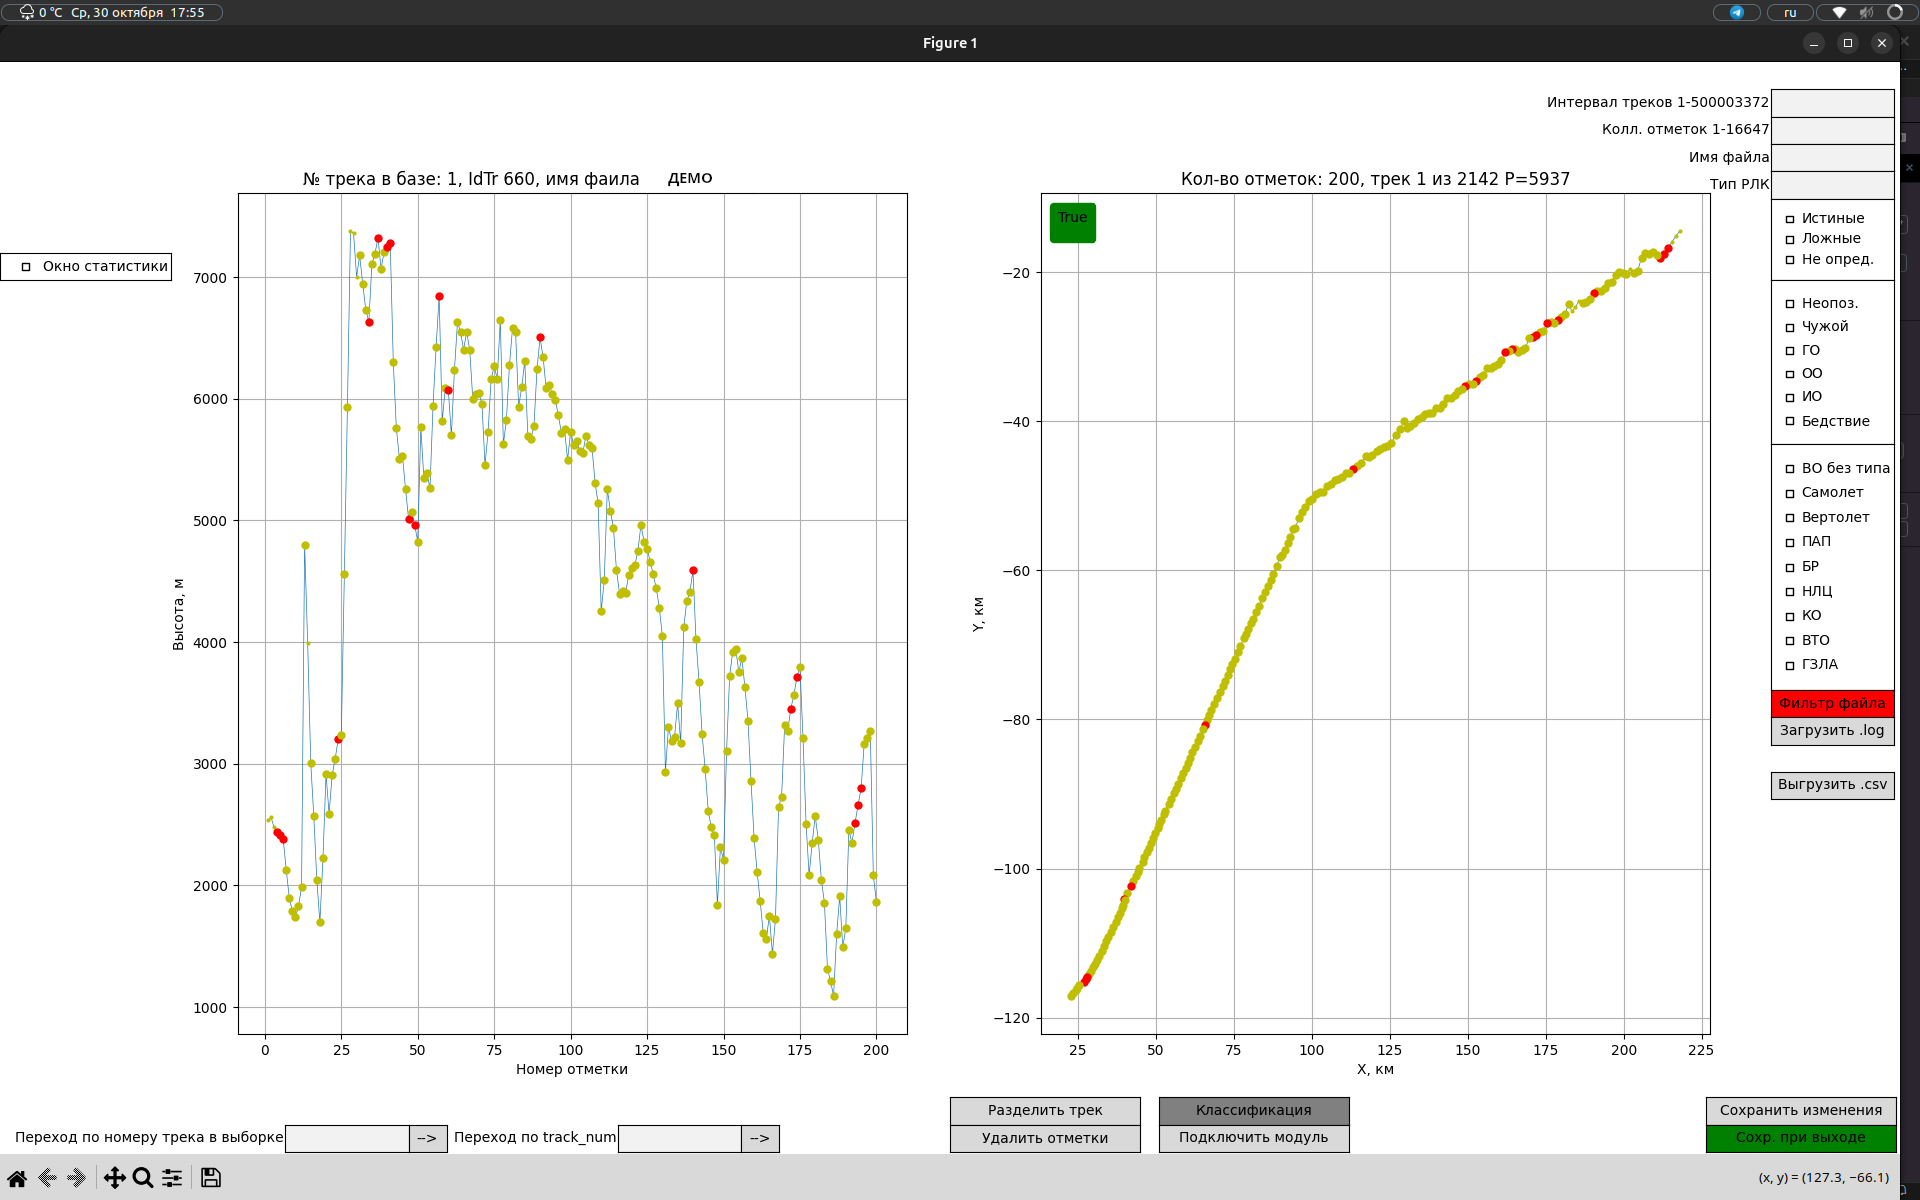 0 °C Ср, 30 октября 17:55
ru
Figure 1
Интервал треков 1-500003372
Колл. отметок 1-16647
Имя файла
Тип РЛК
№ трека в базе: 1, IdTr 660, имя фаила ДЕМО
Кол-во отметок: 200, трек 1 из 2142 P=5937
True
Окно статистики
Истиные
Ложные
Не опред.
Неопоз.
Чужой
ГО
ОО
ИО
Бедствие
ВО без типа
Самолет
Вертолет
ПАП
БР
НЛЦ
КО
ВТО
ГЗЛА
Фильтр файла
Загрузить .log
Выгрузить .csv
7000
6000
5000
4000
3000
2000
1000
Высота, м
0 25 50 75 100 125 150 175 200
Номер отметки
−20
−40
−60
−80
−100
−120
Y, км
25 50 75 100 125 150 175 200 225
X, км
Разделить трек
Удалить отметки
Классификация
Подключить модуль
Сохранить изменения
Сохр. при выходе
Переход по номеру трека в выборке -->
Переход по track_num -->
(x, y) = (127.3, −66.1)